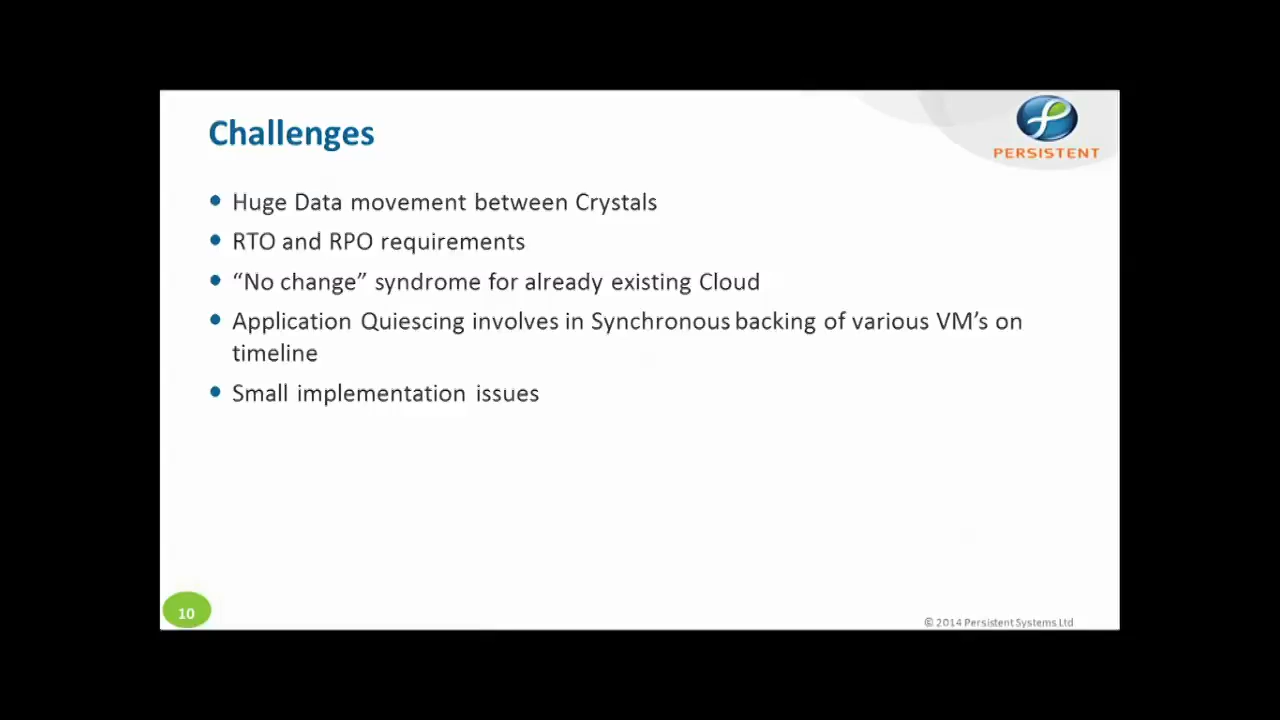 Challenges
PERSISTENT
• Huge Data movement between Crystals
• RTO and RPO requirements
• “No change” syndrome for already existing Cloud
• Application Quiescing involves in Synchronous backing of various VM’s on
timeline
• Small implementation issues
10
© 2014 Persistent Systems Ltd